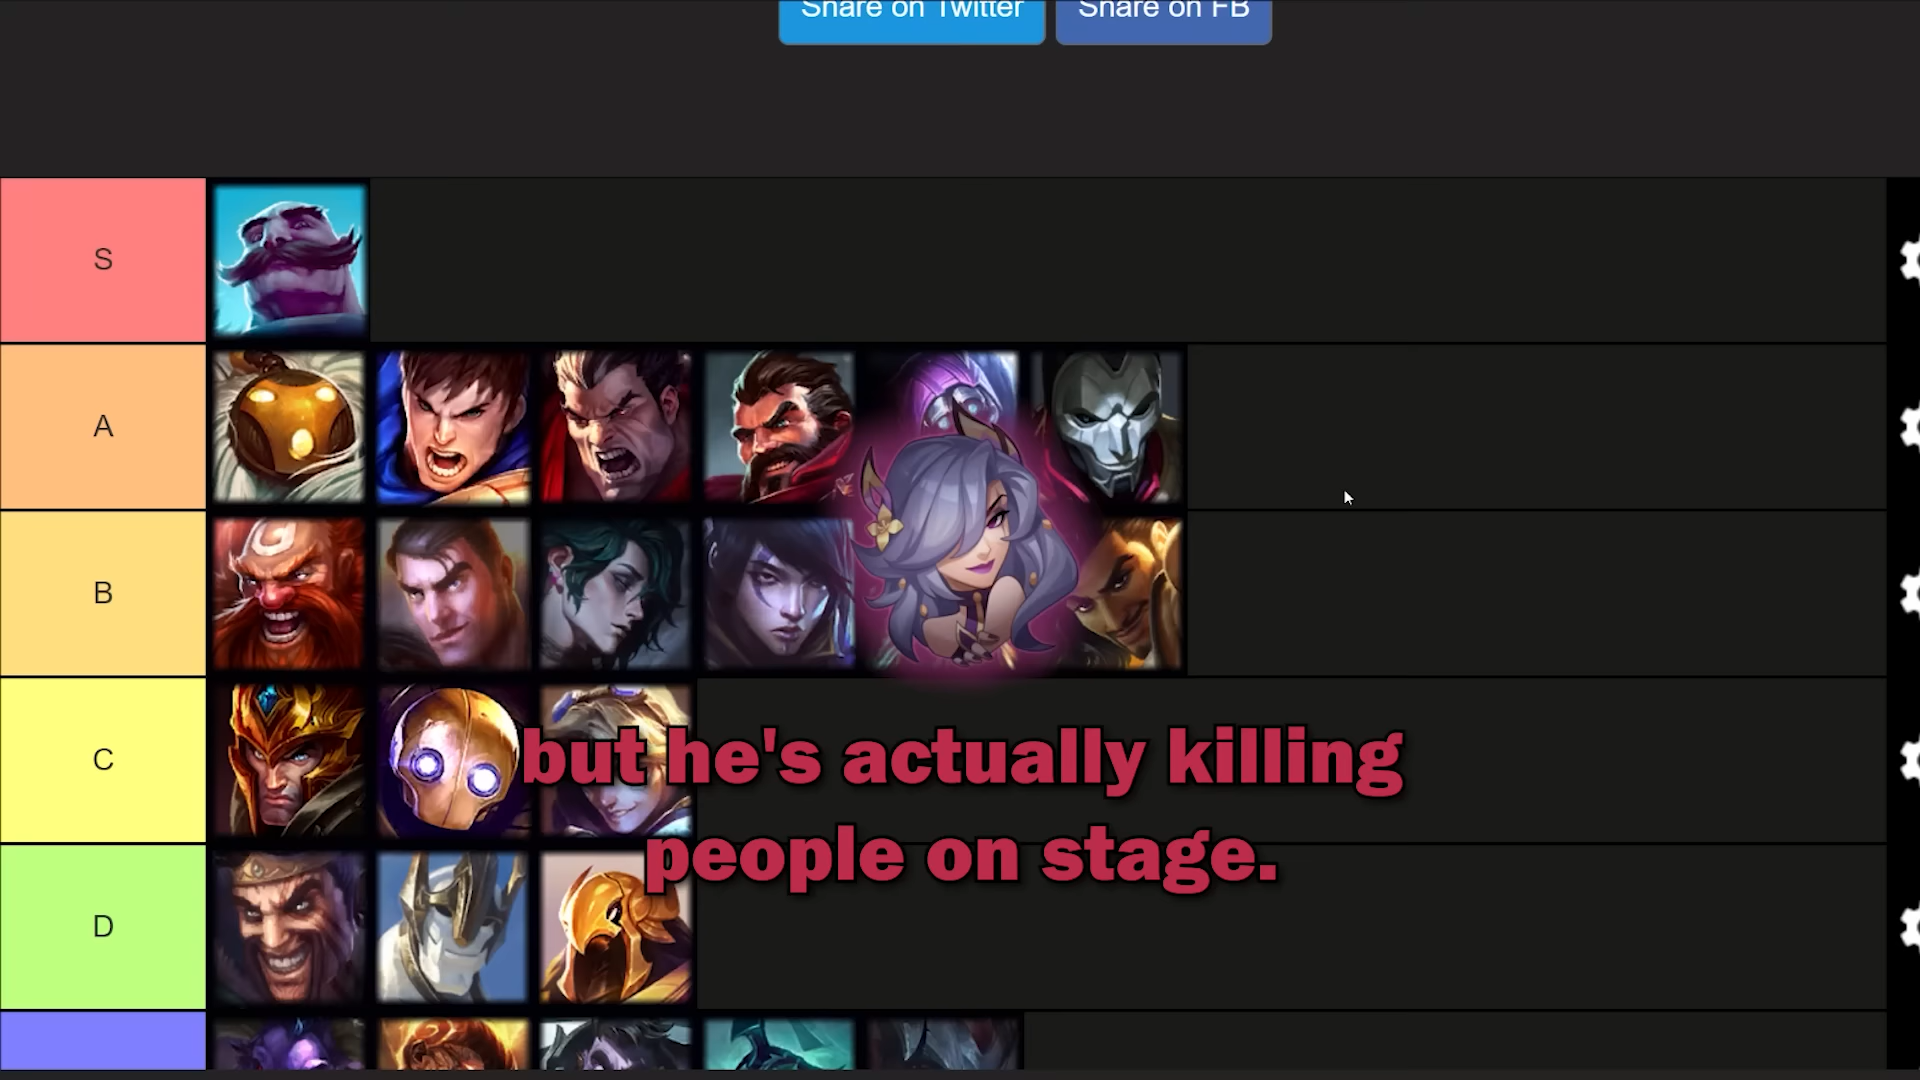 Share on Twitter
Share on FB
S
A
B
C
D
but he's actually killing
people on stage.